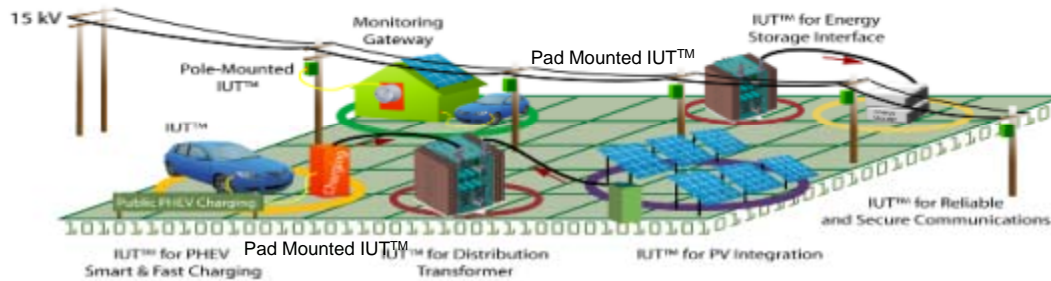 15 kV
Monitoring
Gateway
IUT™ for Energy
Storage Interface
Pad Mounted IUT™
Pole-Mounted
IUT™
IUT™
Charging
Public PHEV Charging
IUT™ for Reliable
and Secure Communications
IUT™ for PHEV
Smart & Fast Charging
Pad Mounted IUT™
IUT™ for Distribution
Transformer
IUT™ for PV Integration